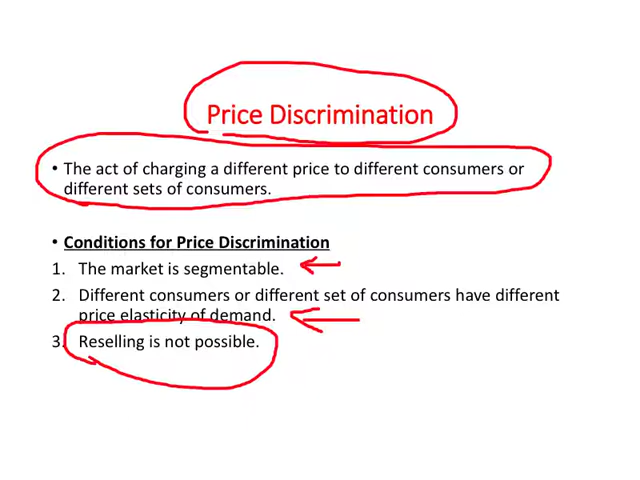 Price Discrimination
• The act of charging a different price to different consumers or
different sets of consumers.
• Conditions for Price Discrimination
1. The market is segmentable.
2. Different consumers or different set of consumers have different
price elasticity of demand.
3. Reselling is not possible.